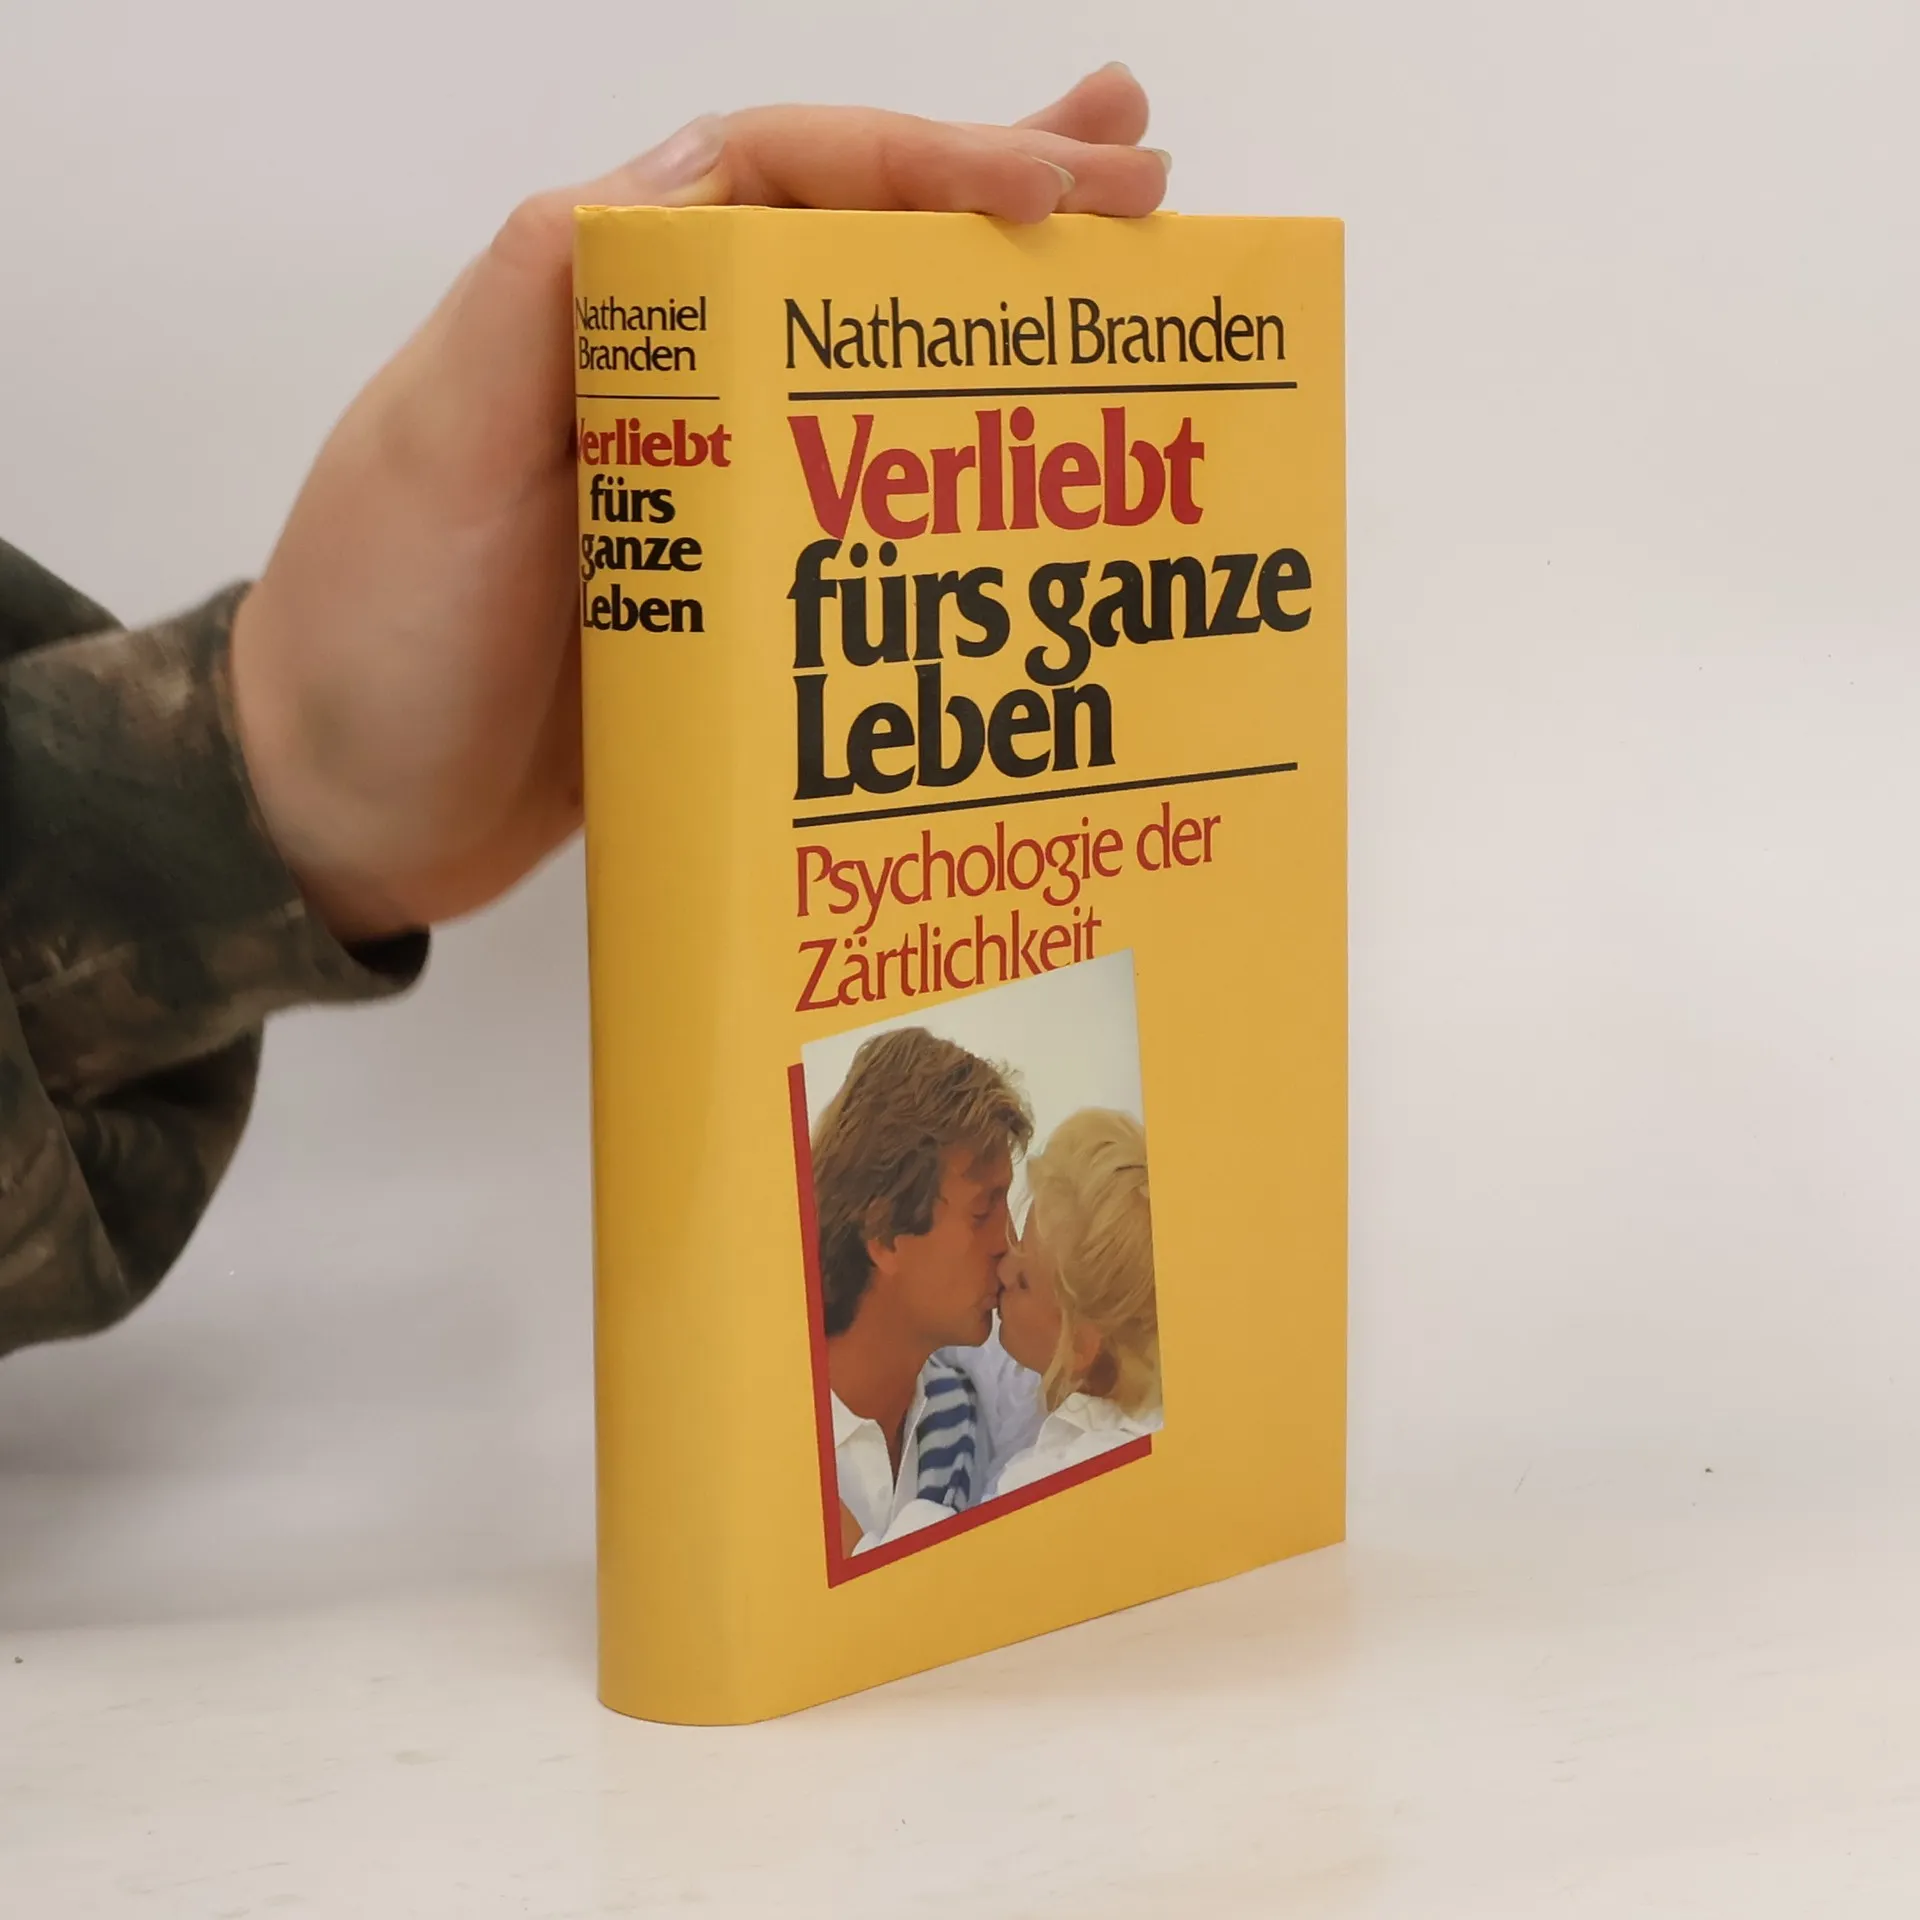 Nathaniel
Branden
Verliebt
fürs
ganze
Leben
Nathaniel Branden
Verliebt
fürs ganze
Leben
Psychologie der
Zärtlichkeit